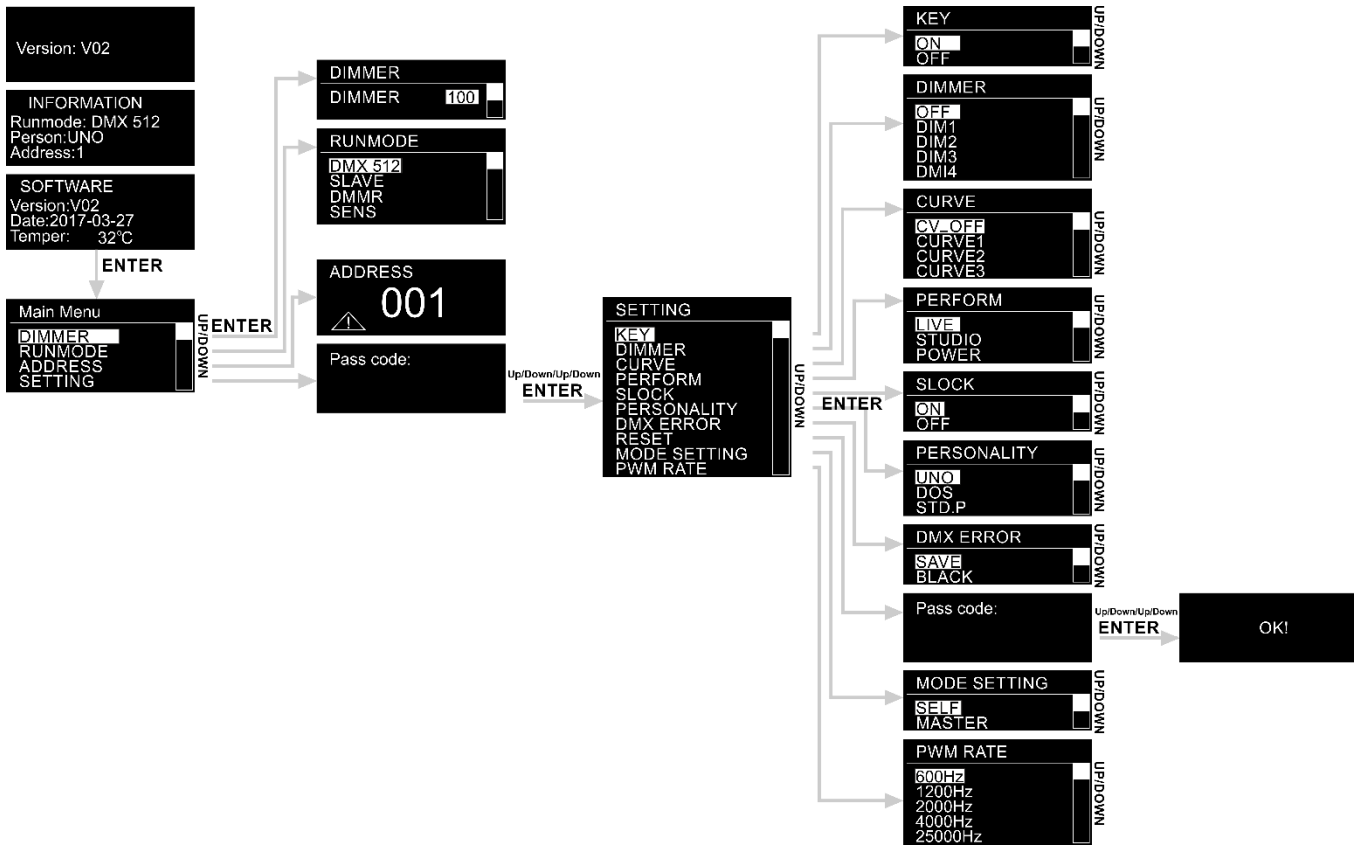 Version: V02
INFORMATION
Runmode: DMX 512
Person:UNO
Address:1
SOFTWARE
Version:V02
Date:2017-03-27
Temper: 32°C
ENTER
Main Menu
DIMMER
RUNMODE
ADDRESS
SETTING
UP/DOWN
ENTER
DIMMER
DIMMER 100
RUNMODE
DMX 512
SLAVE
DMMR
SENS
ADDRESS
001
Pass code:
Up/Down/Up/Down
ENTER
SETTING
KEY
DIMMER
CURVE
PERFORM
SLOCK
PERSONALITY
DMX ERROR
RESET
MODE SETTING
PWM RATE
UP/DOWN
ENTER
KEY
ON
OFF
UP/DOWN
DIMMER
OFF
DIM1
DIM2
DIM3
DMI4
UP/DOWN
CURVE
CV_OFF
CURVE1
CURVE2
CURVE3
UP/DOWN
PERFORM
LIVE
STUDIO
POWER
UP/DOWN
SLOCK
ON
OFF
UP/DOWN
PERSONALITY
UNO
DOS
STD.P
UP/DOWN
DMX ERROR
SAVE
BLACK
UP/DOWN
Pass code:
Up/Down/Up/Down
ENTER
OK!
MODE SETTING
SELF
MASTER
UP/DOWN
PWM RATE
600Hz
1200Hz
2000Hz
4000Hz
25000Hz
UP/DOWN